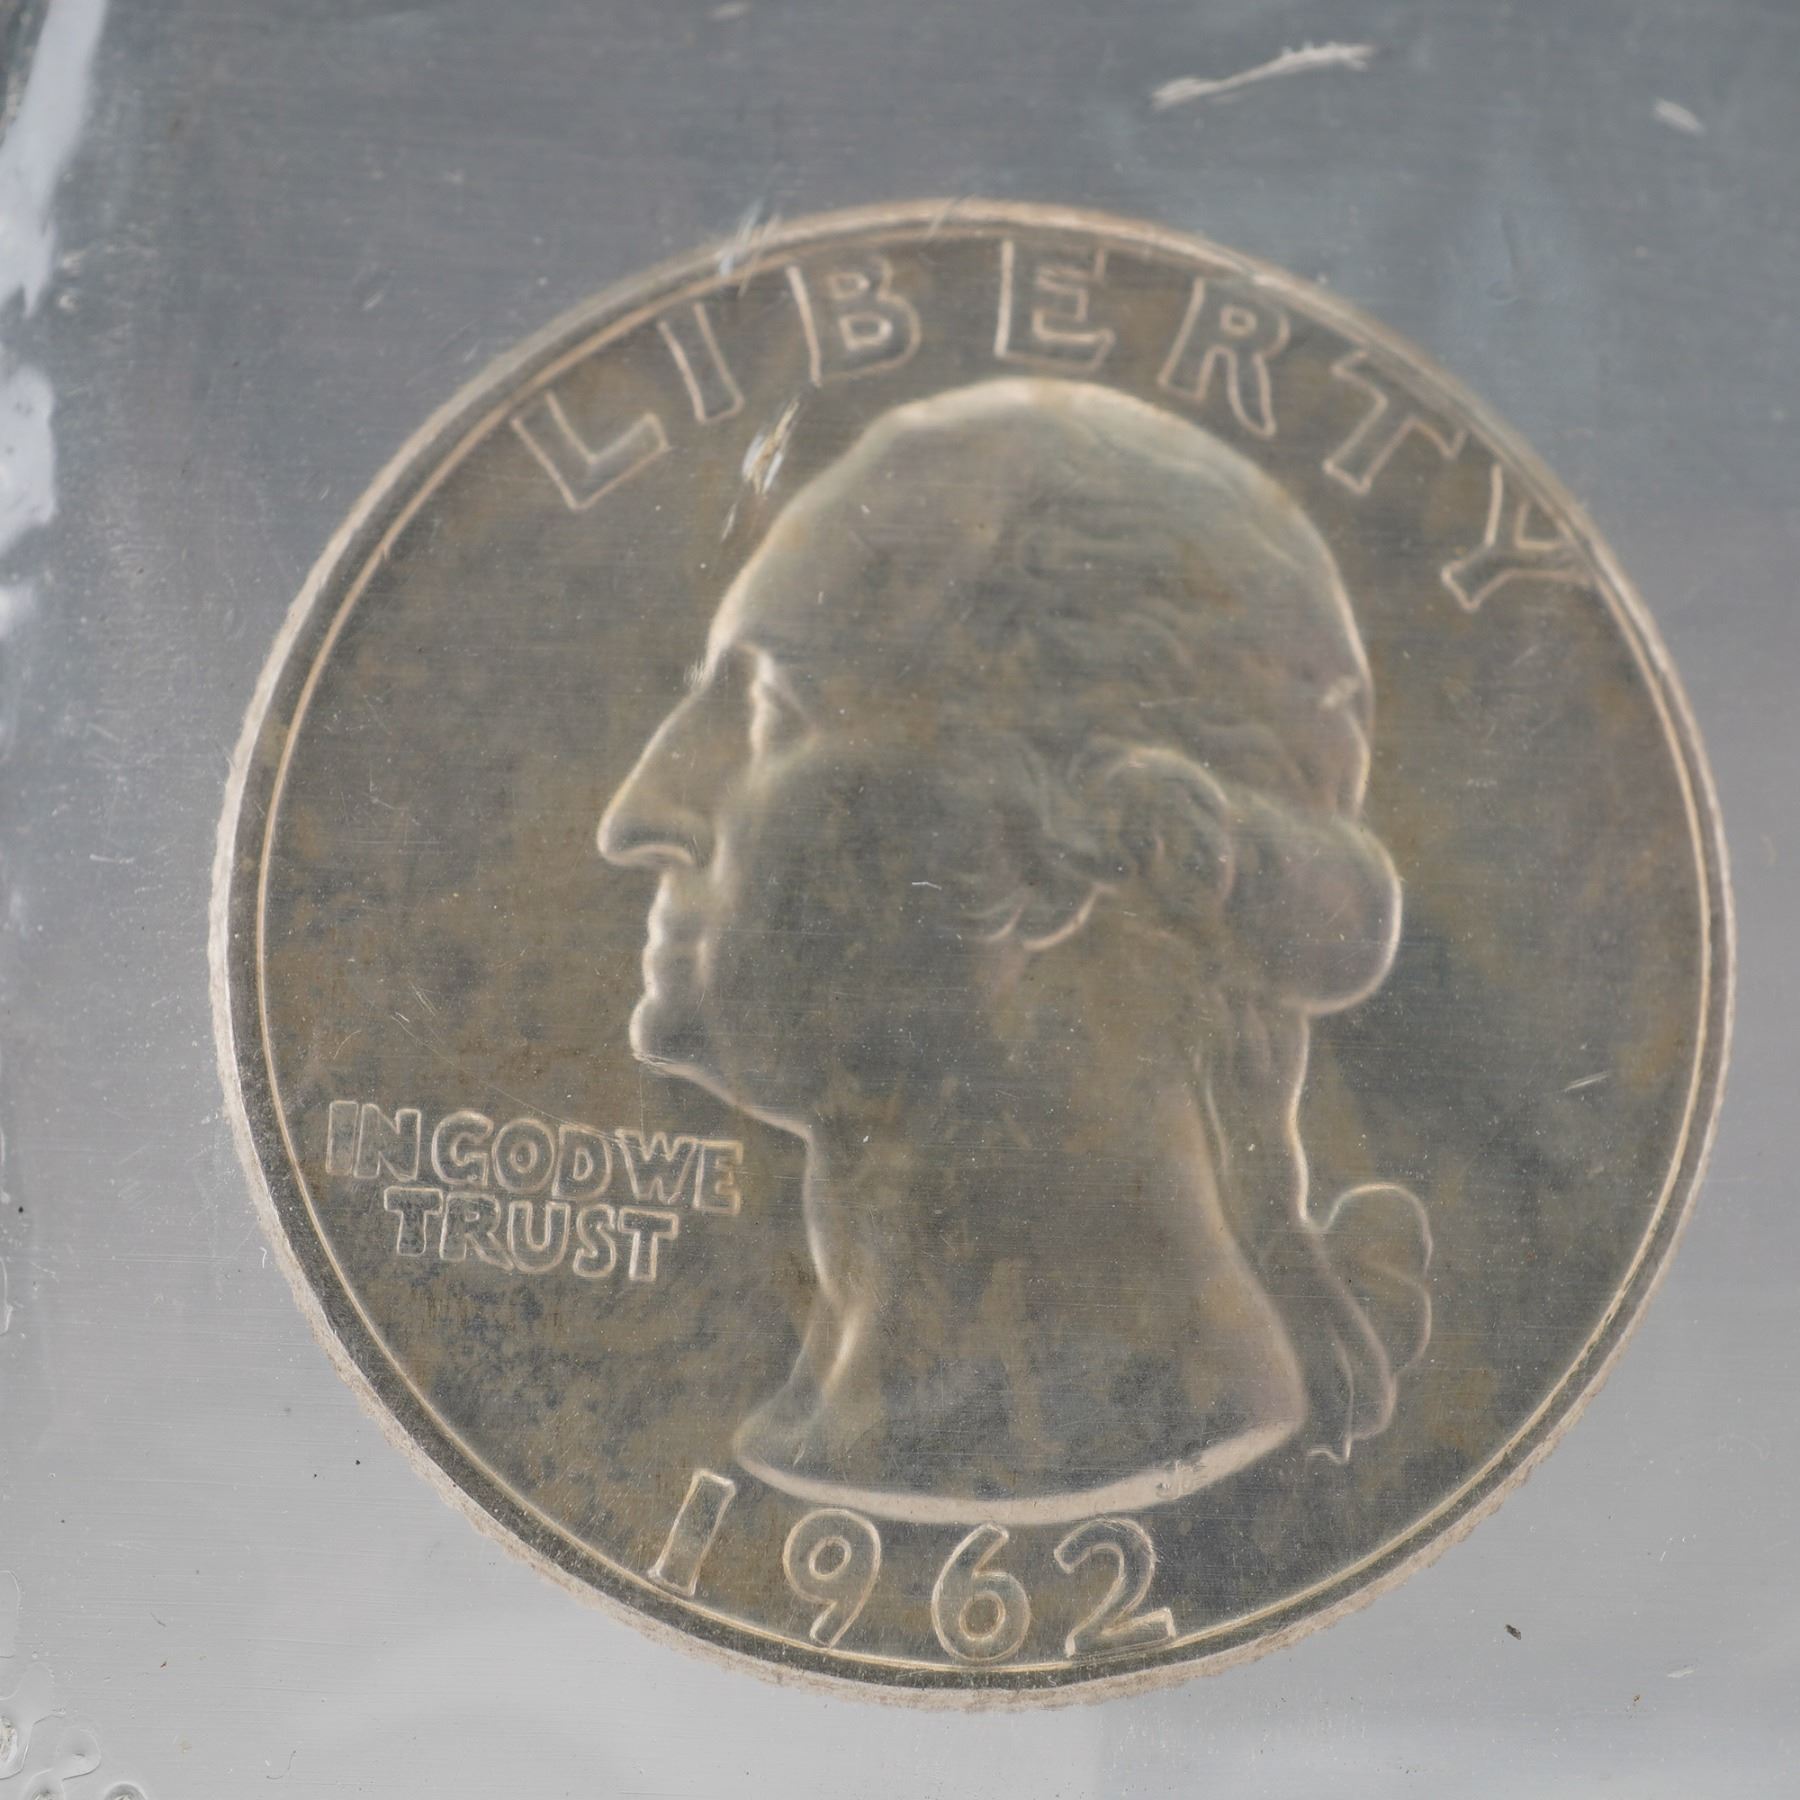 LIBERTY
IN GOD WE
TRUST
1962